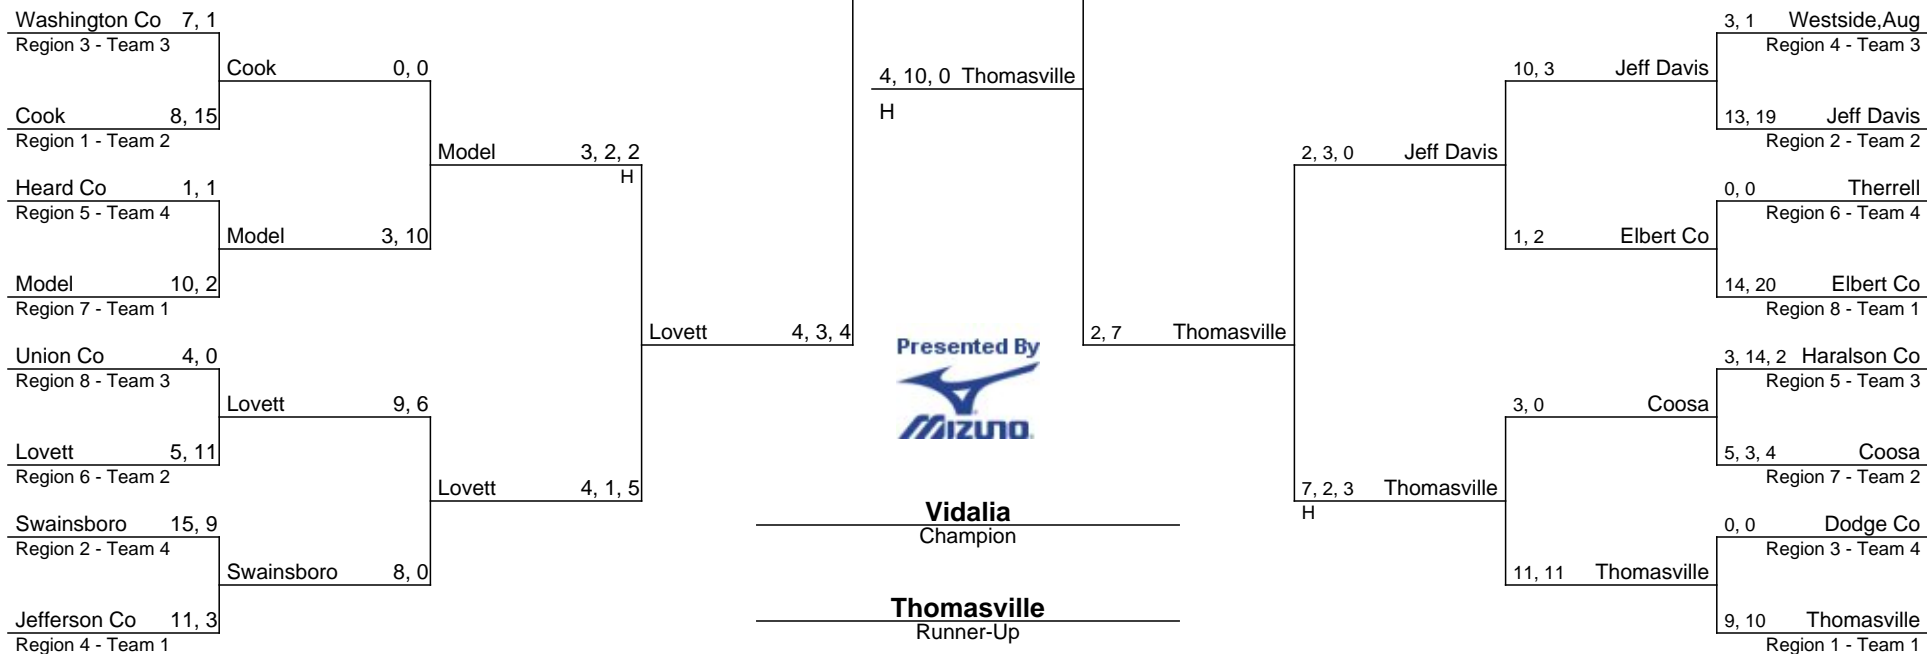 Washington Co 7, 1
Region 3 - Team 3
Cook 0, 0
Cook 8, 15
Region 1 - Team 2
Model 3, 2, 2
H
Heard Co 1, 1
Region 5 - Team 4
Model 3, 10
Model 10, 2
Region 7 - Team 1
Lovett 4, 3, 4
Union Co 4, 0
Region 8 - Team 3
Lovett 9, 6
Lovett 5, 11
Region 6 - Team 2
Lovett 4, 1, 5
Swainsboro 15, 9
Region 2 - Team 4
Swainsboro 8, 0
Jefferson Co 11, 3
Region 4 - Team 1
4, 10, 0 Thomasville
H
Presented By
MIZUNO
Vidalia
Champion
Thomasville
Runner-Up
3, 1 Westside,Aug
Region 4 - Team 3
10, 3 Jeff Davis
13, 19 Jeff Davis
Region 2 - Team 2
2, 3, 0 Jeff Davis
0, 0 Therrell
Region 6 - Team 4
1, 2 Elbert Co
14, 20 Elbert Co
Region 8 - Team 1
2, 7 Thomasville
3, 14, 2 Haralson Co
Region 5 - Team 3
3, 0 Coosa
5, 3, 4 Coosa
Region 7 - Team 2
7, 2, 3 Thomasville
H
0, 0 Dodge Co
Region 3 - Team 4
11, 11 Thomasville
9, 10 Thomasville
Region 1 - Team 1